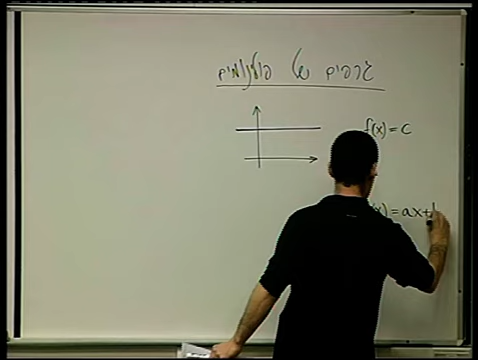 גרפים של פולינומים
f(x) = c
(x) = ax+